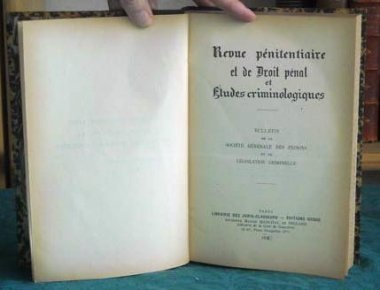 Revue pénitentiaire
et de Droit pénal
et
Études criminologiques
BULLETIN
DE LA
SOCIÉTÉ GÉNÉRALE DES PRISONS
ET DE
LÉGISLATION CRIMINELLE
PARIS
LIBRAIRIE DES JURIS-CLASSEURS — ÉDITIONS GODDE